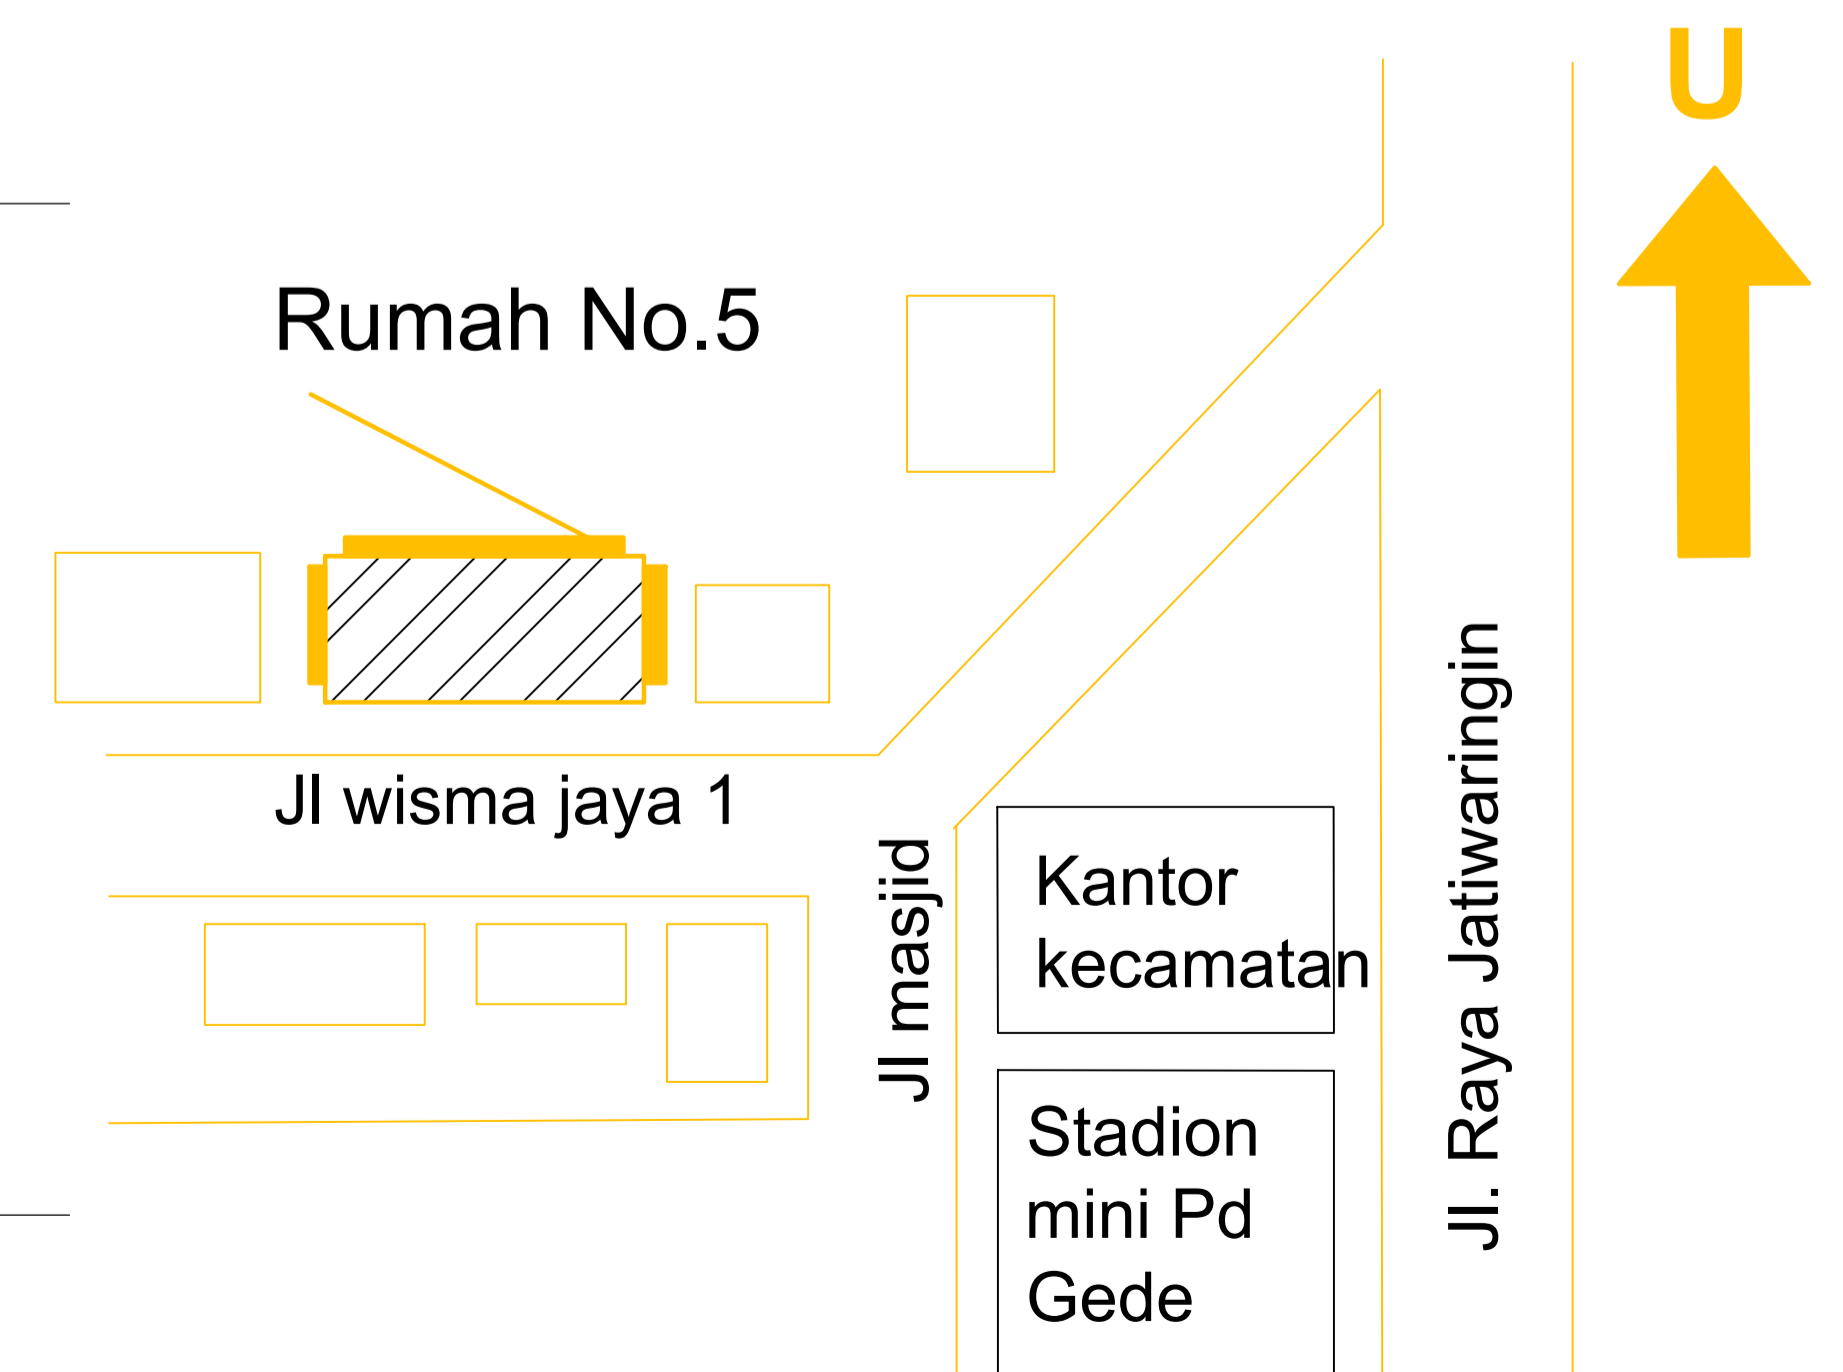 U
Rumah No.5
Jl wisma jaya 1
Jl masjid
Kantor
kecamatan
Stadion
mini Pd
Gede
Jl. Raya Jatiwaringin